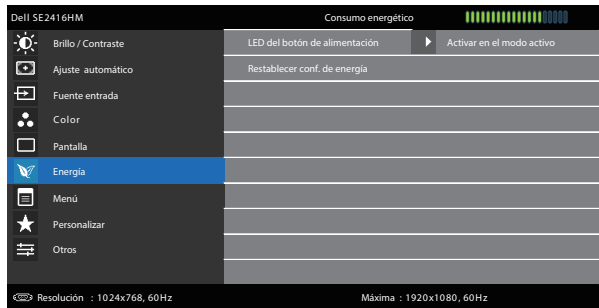 Dell SE2416HM Consumo energético
Brillo / Contraste LED del botón de alimentación Activar en el modo activo
Ajuste automático Restablecer conf. de energía
Fuente entrada
Color
Pantalla
Energía
Menú
Personalizar
Otros
Resolución : 1024x768, 60Hz Máxima : 1920x1080, 60Hz